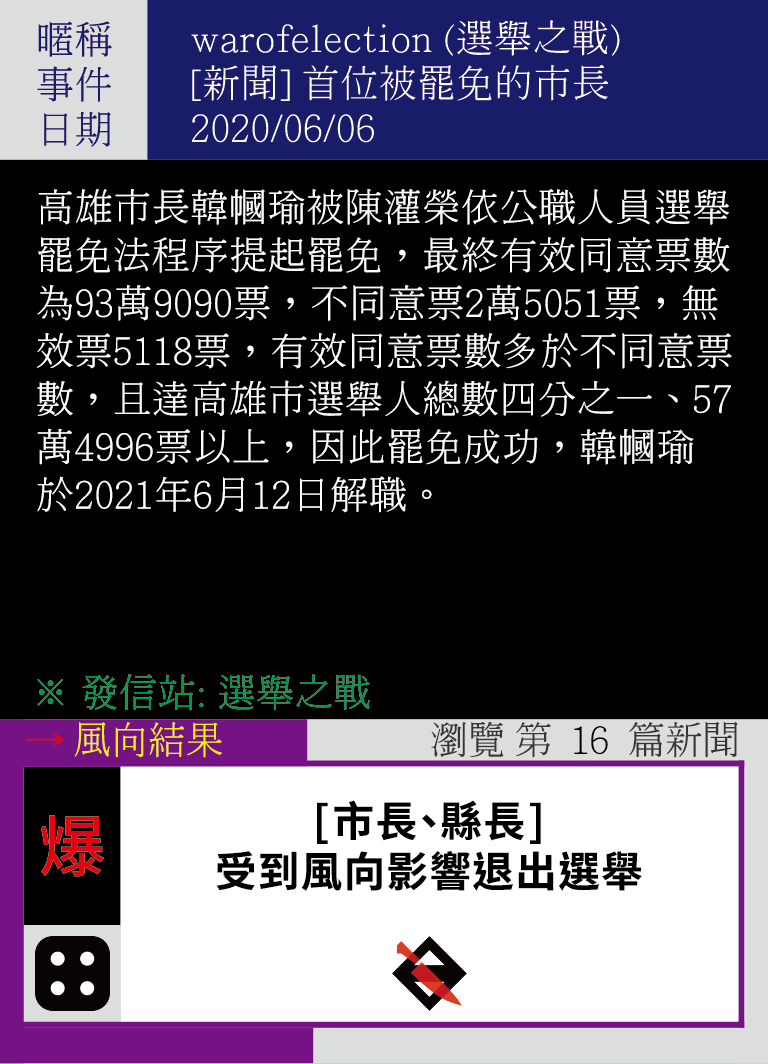 暱稱 warofelection (選舉之戰)
事件 [新聞] 首位被罷免的市長
日期 2020/06/06
高雄市長韓幗瑜被陳灌榮依公職人員選舉
罷免法程序提起罷免，最終有效同意票數
為93萬9090票，不同意票2萬5051票，無
效票5118票，有效同意票數多於不同意票
數，且達高雄市選舉人總數四分之一、57
萬4996票以上，因此罷免成功，韓幗瑜
於2021年6月12日解職。
※ 發信站: 選舉之戰
→ 風向結果
瀏覽 第 16 篇新聞
爆
[市長、縣長]
受到風向影響退出選舉